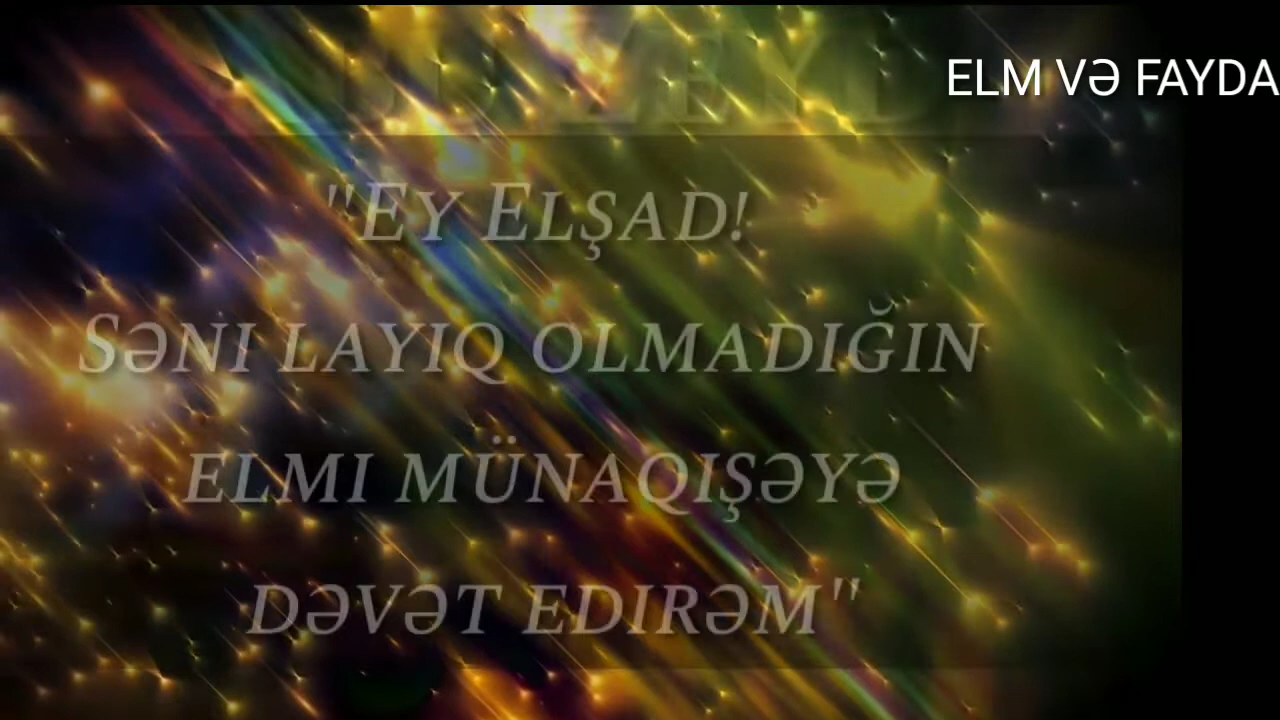 ELM VƏ FAYDA
"EY ELŞAD!
SƏNI LAYIQ OLMADIĞIN
ELMI MÜNAQIŞƏYƏ
DƏVƏT EDIRƏM"